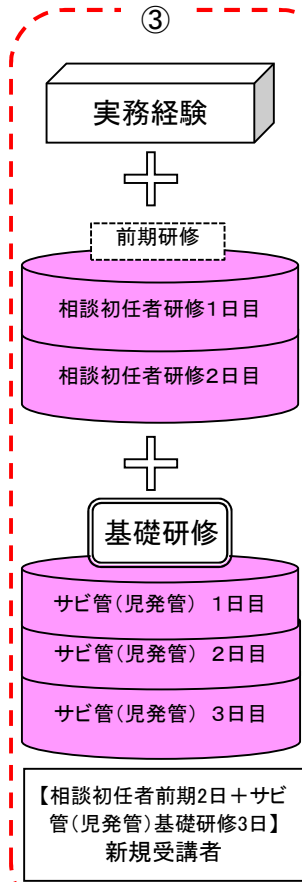 ③
実務経験
前期研修
相談初任者研修1日目
相談初任者研修2日目
基礎研修
サビ管(児発管) 1日目
サビ管(児発管) 2日目
サビ管(児発管) 3日目
【相談初任者前期2日+サビ
管(児発管)基礎研修3日】
新規受講者